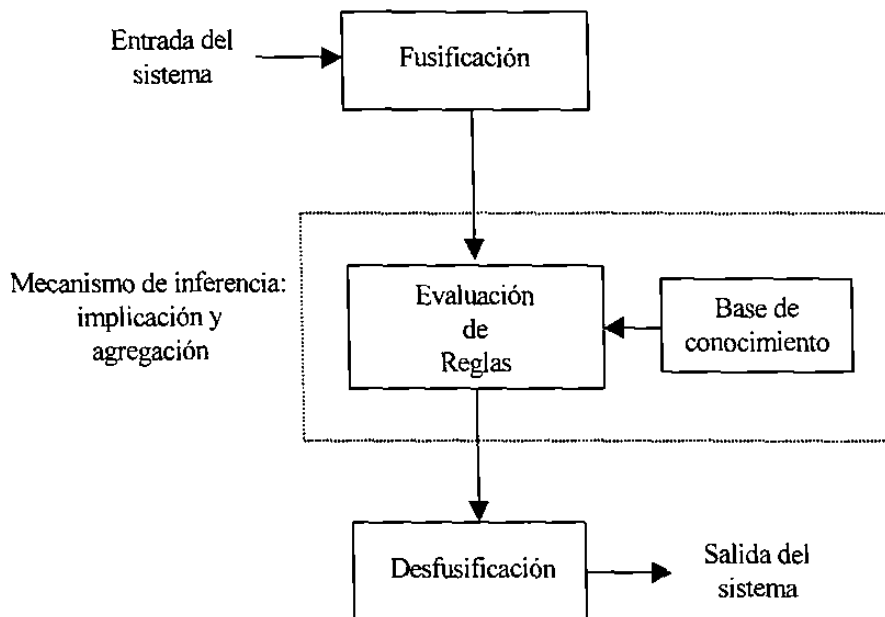 Entrada del
sistema
Fusificación
Mecanismo de inferencia:
implicación y
agregación
Evaluación
de
Reglas
Base de
conocimiento
Desfusificación
Salida del
sistema